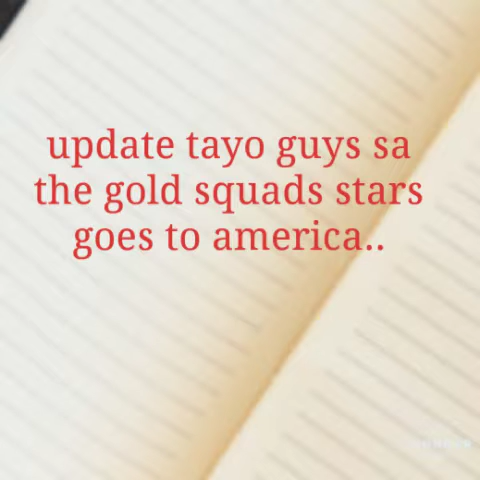 update tayo guys sa
the gold squads stars
goes to america..